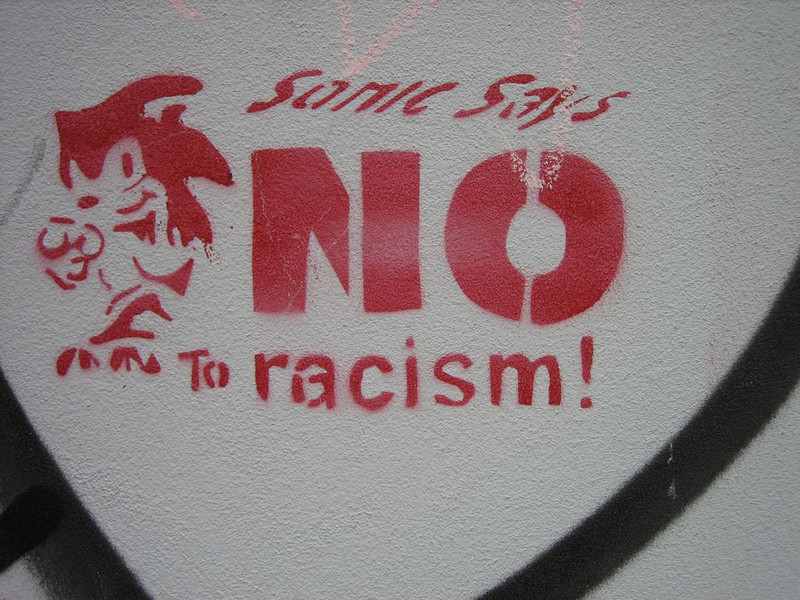 Sonic Says
NO
To racism!